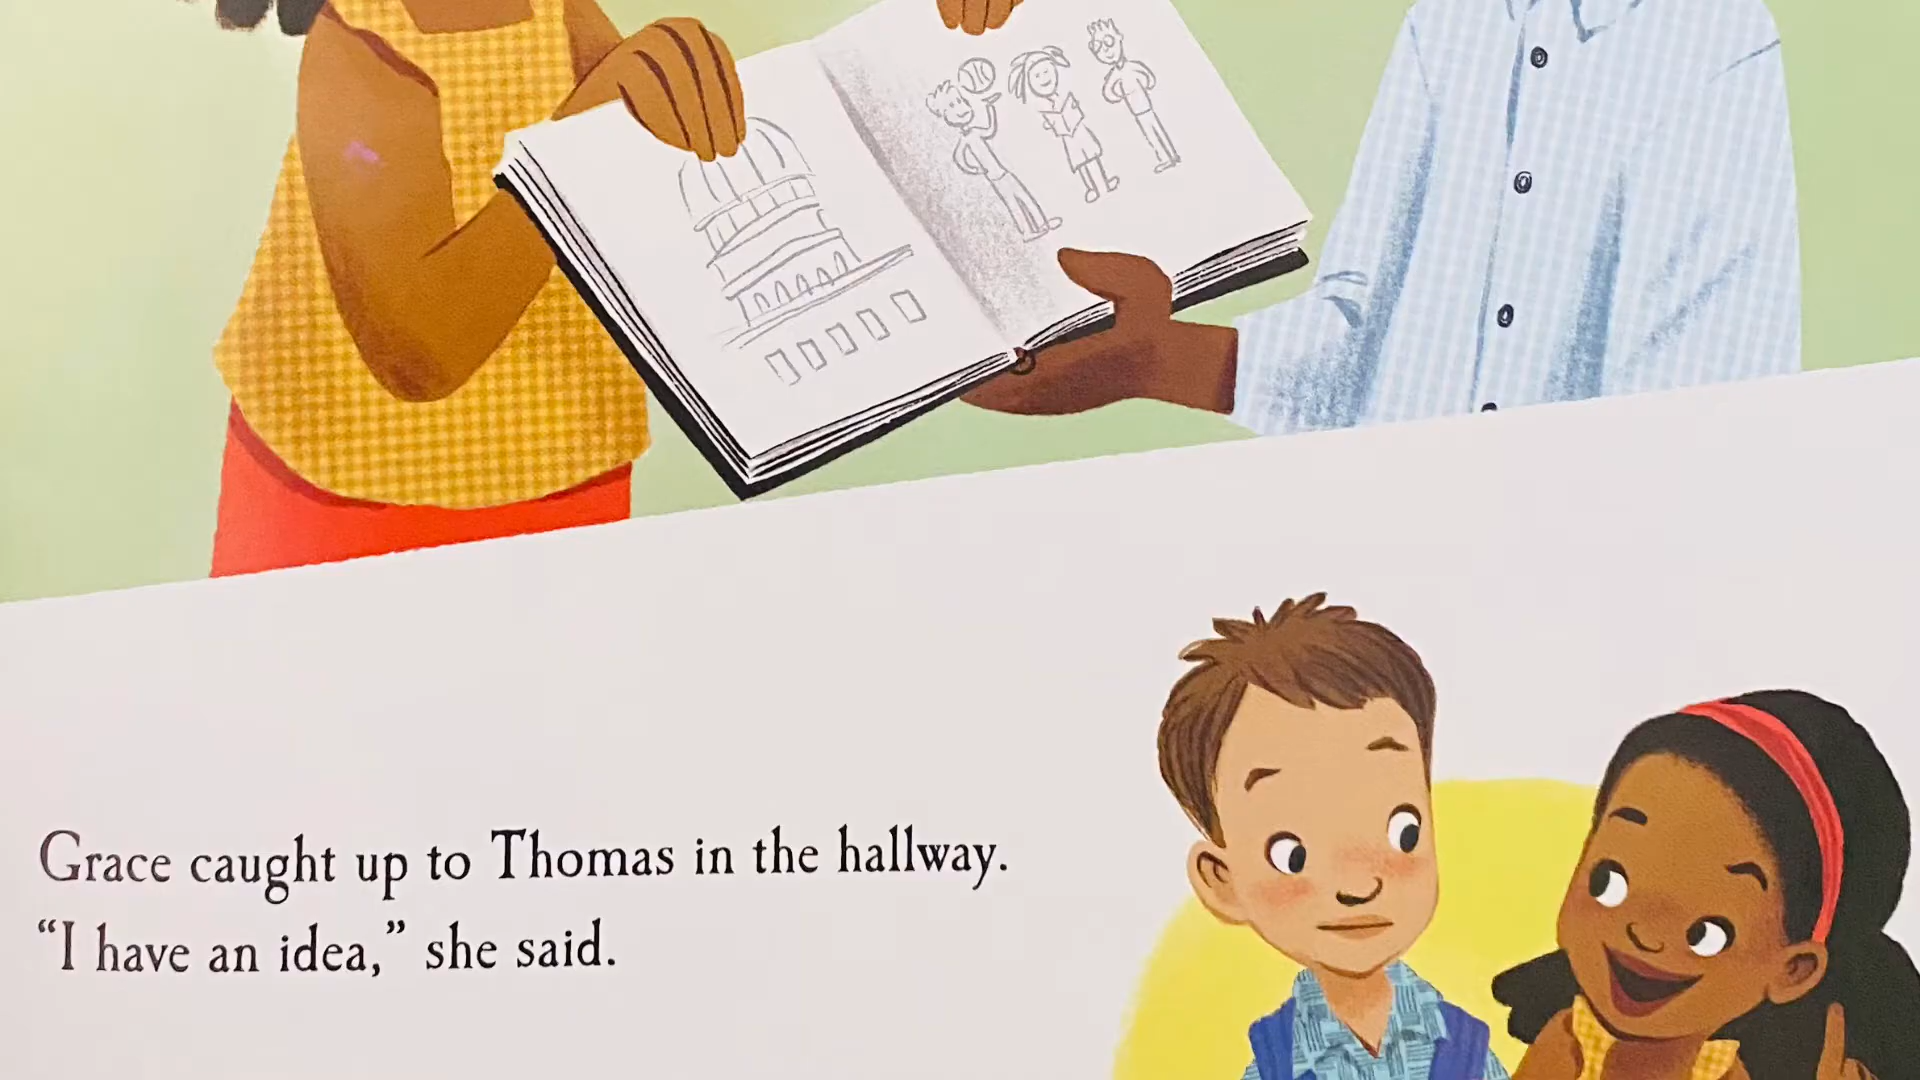 Grace caught up to Thomas in the hallway.
“I have an idea,” she said.